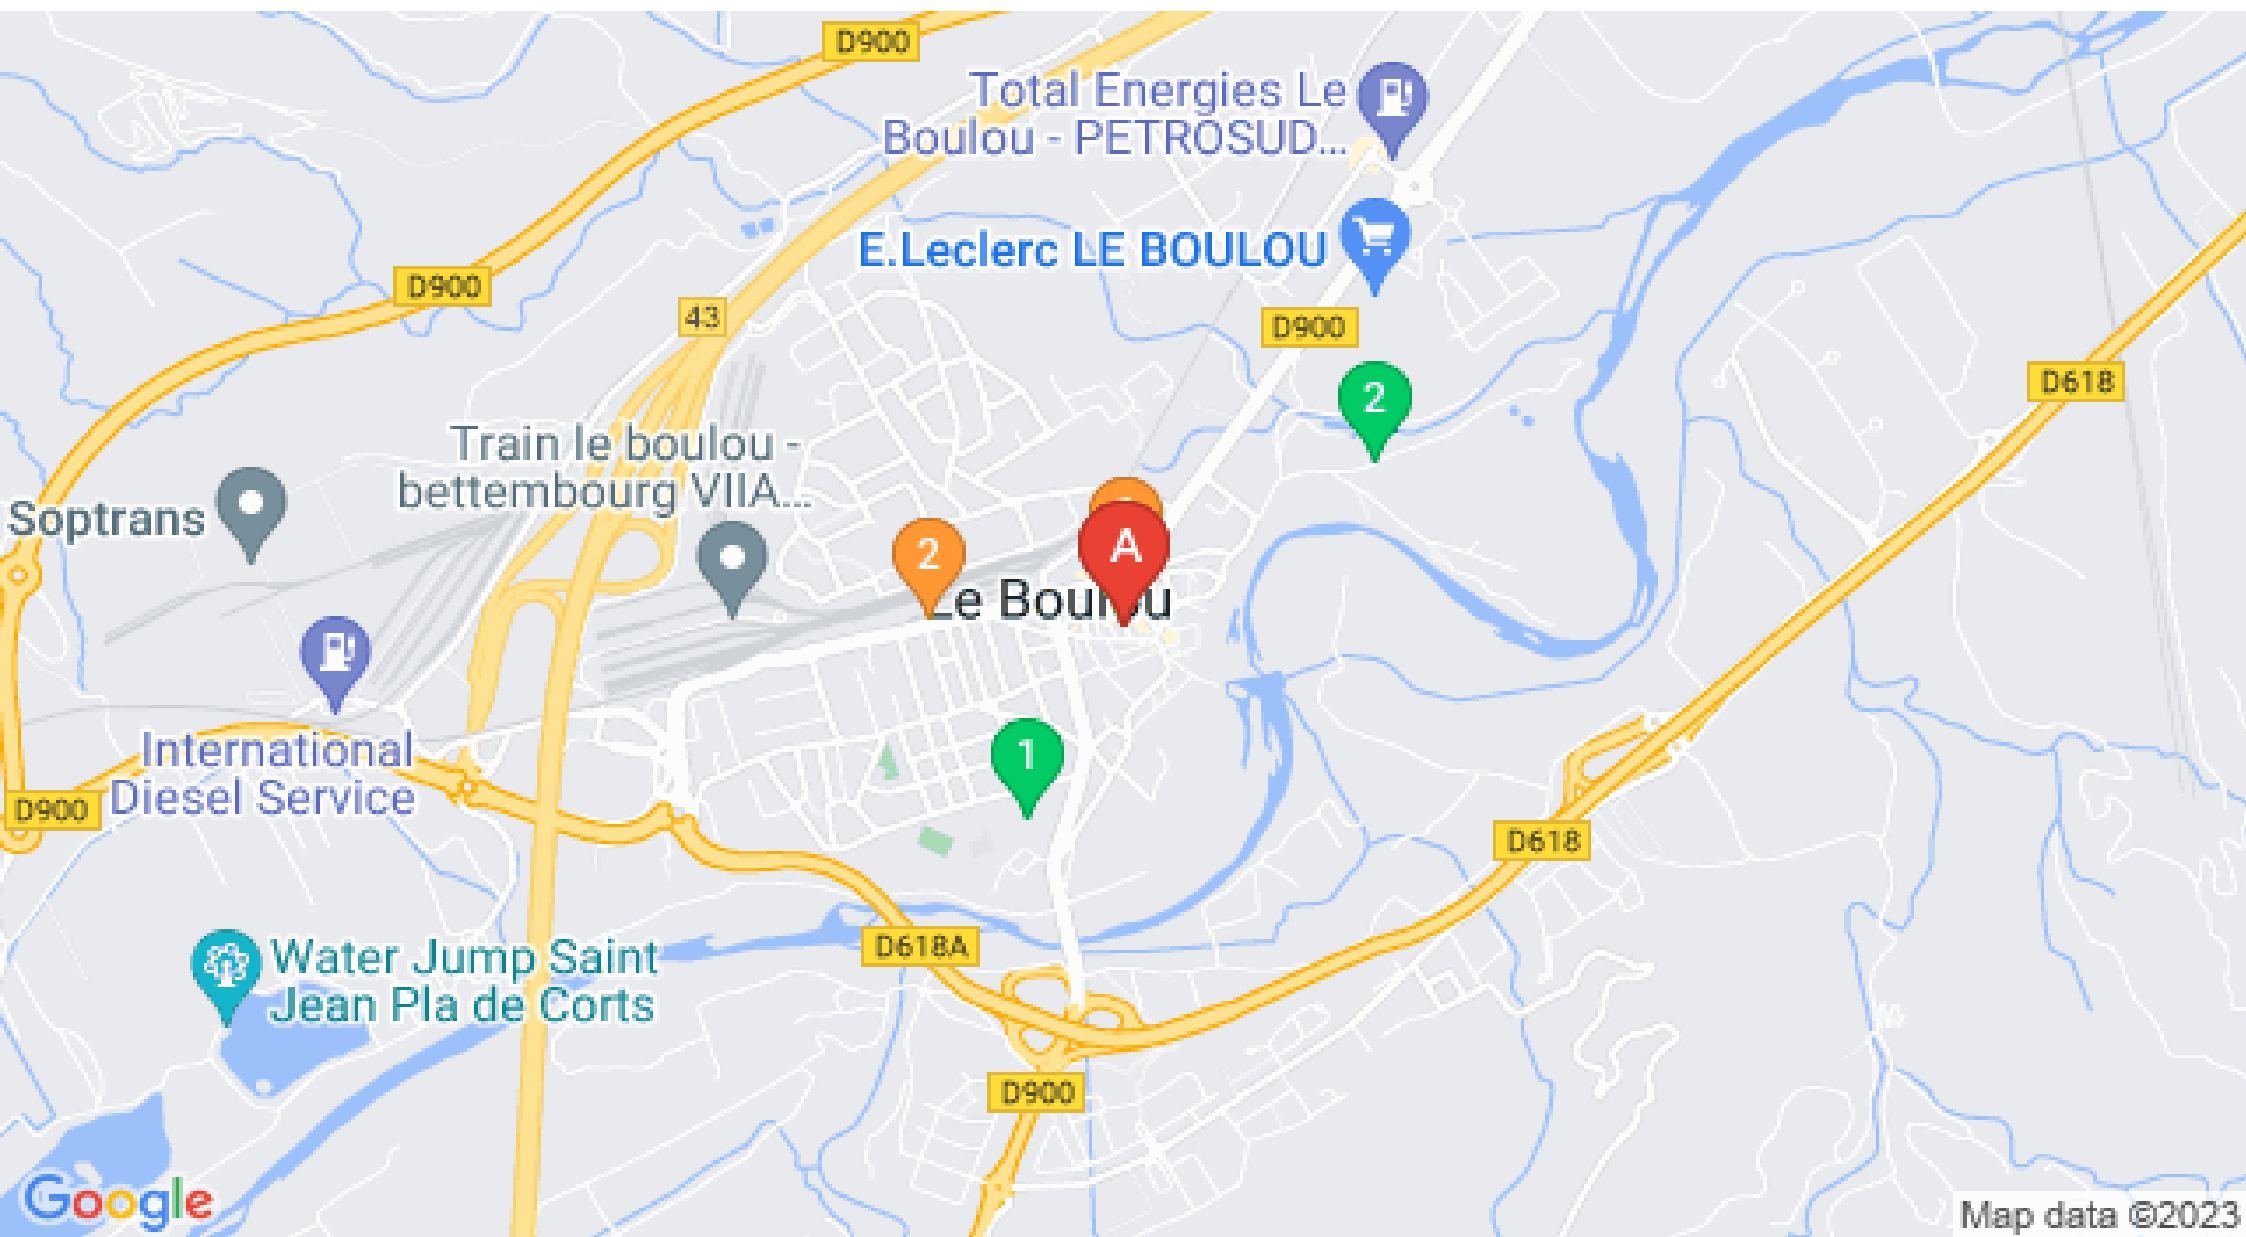 D900
Total Energies Le
Boulou - PETROSUD...
E.Leclerc LE BOULOU
D900
43
D900
D618
2
Train le boulou -
bettembourg VIIA...
Soptrans
2
A
Le Boulou
International
Diesel Service
1
D900
D618
D618A
Water Jump Saint
Jean Pla de Corts
D900
Google
Map data ©2023